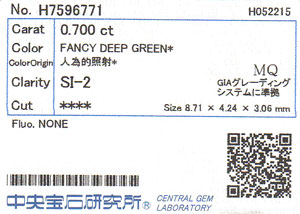 No. H7596771 H052215
Carat 0.700 ct
Color FANCY DEEP GREEN*
ColorOrigin 人為的照射*
Clarity SI-2 MQ
GIAグレーディング
システムに準拠
Cut **** Size 8.71 × 4.24 × 3.06 mm
Fluo. NONE
中央宝石研究所® CENTRAL GEM
LABORATORY